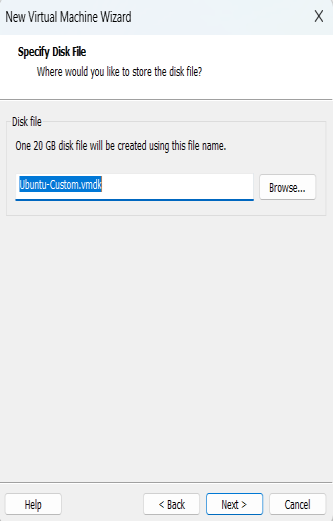 New Virtual Machine Wizard X
Specify Disk File
Where would you like to store the disk file?
Disk file
One 20 GB disk file will be created using this file name.
Ubuntu-Custom.vmdk Browse...
Help < Back Next > Cancel